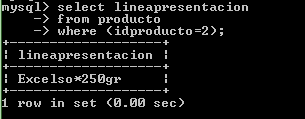 mysql> select lineapresentacion
-> from producto
-> where (idproducto=2);
+-------------------+
| lineapresentacion |
+-------------------+
| Excelso*250gr |
+-------------------+
1 row in set (0.00 sec)